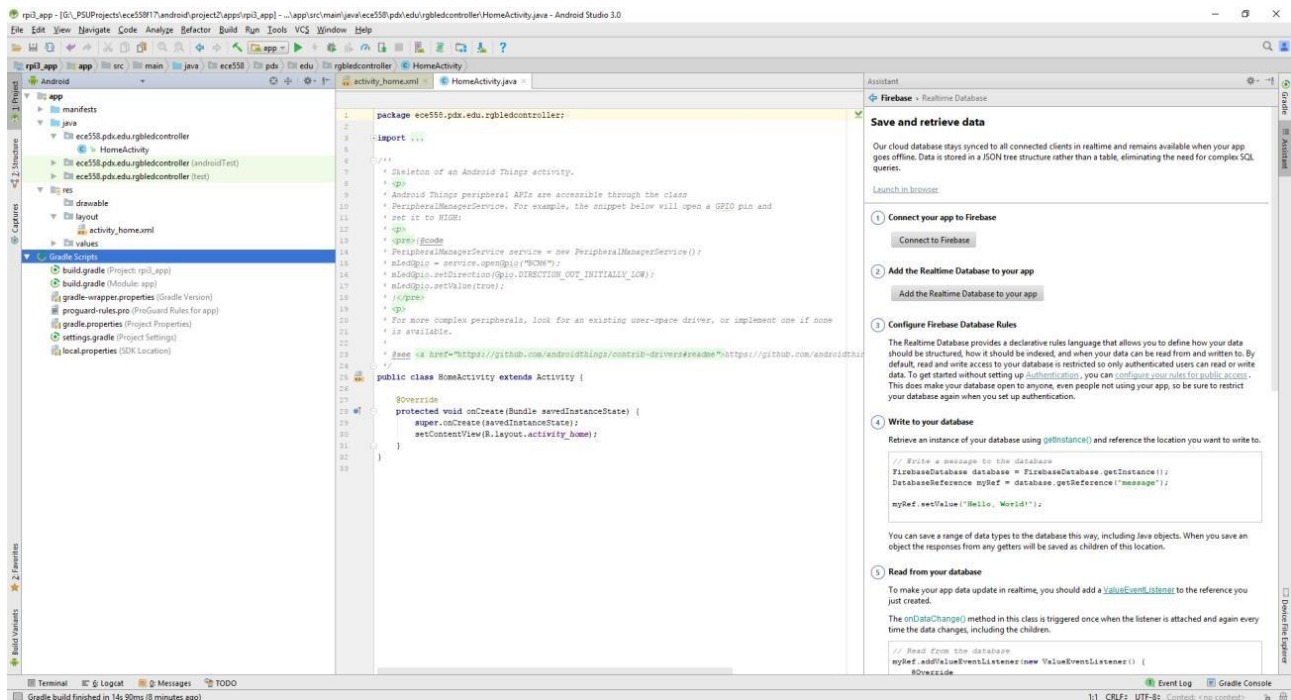 rpi3_app - [G:\_PSUProjects\ece558f17\android\project2\apps\rpi3_app] - ...\app\src\main\java\ece558\pdx\edu\rgbledcontroller\HomeActivity.java - Android Studio 3.0
File Edit View Navigate Code Analyze Refactor Build Run Tools VCS Window Help
app
rpi3_app app src main java ece558 pdx edu rgbledcontroller HomeActivity
Android
activity_home.xml HomeActivity.java
1: Project
Z: Structure
Captures
2: Favorites
Build Variants
app
manifests
java
ece558.pdx.edu.rgbledcontroller
HomeActivity
ece558.pdx.edu.rgbledcontroller (androidTest)
ece558.pdx.edu.rgbledcontroller (test)
res
drawable
layout
activity_home.xml
values
Gradle Scripts
build.gradle (Project: rpi3_app)
build.gradle (Module: app)
gradle-wrapper.properties (Gradle Version)
proguard-rules.pro (ProGuard Rules for app)
gradle.properties (Project Properties)
settings.gradle (Project Settings)
local.properties (SDK Location)
package ece558.pdx.edu.rgbledcontroller;
import ...
/**
* Skeleton of an Android Things activity.
* <p>
* Android Things peripheral APIs are accessible through the class
* PeripheralManagerService. For example, the snippet below will open a GPIO pin and
* set it to HIGH:
* <p>
* <pre>{@code
* PeripheralManagerService service = new PeripheralManagerService();
* mLedGpio = service.openGpio("BCM6");
* mLedGpio.setDirection(Gpio.DIRECTION_OUT_INITIALLY_LOW);
* mLedGpio.setValue(true);
* }</pre>
* <p>
* For more complex peripherals, look for an existing user-space driver, or implement one if none
* is available.
*
* @see <a href="https://github.com/androidthings/contrib-drivers#readme">https://github.com/androidthin
*/
public class HomeActivity extends Activity {
@Override
protected void onCreate(Bundle savedInstanceState) {
super.onCreate(savedInstanceState);
setContentView(R.layout.activity_home);
}
}
Assistant
Firebase › Realtime Database
Save and retrieve data
Our cloud database stays synced to all connected clients in realtime and remains available when your app
goes offline. Data is stored in a JSON tree structure rather than a table, eliminating the need for complex SQL
queries.
Launch in browser
1 Connect your app to Firebase
Connect to Firebase
2 Add the Realtime Database to your app
Add the Realtime Database to your app
3 Configure Firebase Database Rules
The Realtime Database provides a declarative rules language that allows you to define how your data
should be structured, how it should be indexed, and when your data can be read from and written to. By
default, read and write access to your database is restricted so only authenticated users can read or write
data. To get started without setting up Authentication , you can configure your rules for public access .
This does make your database open to anyone, even people not using your app, so be sure to restrict
your database again when you set up authentication.
4 Write to your database
Retrieve an instance of your database using getInstance() and reference the location you want to write to.
// Write a message to the database
FirebaseDatabase database = FirebaseDatabase.getInstance();
DatabaseReference myRef = database.getReference("message");
myRef.setValue("Hello, World!");
You can save a range of data types to the database this way, including Java objects. When you save an
object the responses from any getters will be saved as children of this location.
5 Read from your database
To make your app data update in realtime, you should add a ValueEventListener to the reference you
just created.
The onDataChange() method in this class is triggered once when the listener is attached and again every
time the data changes, including the children.
// Read from the database
myRef.addValueEventListener(new ValueEventListener() {
@Override
Gradle
Assistant
Device File Explorer
Terminal 6: Logcat 0: Messages TODO
Event Log Gradle Console
Gradle build finished in 14s 90ms (8 minutes ago)
1:1 CRLF÷ UTF-8÷ Context: <no context>